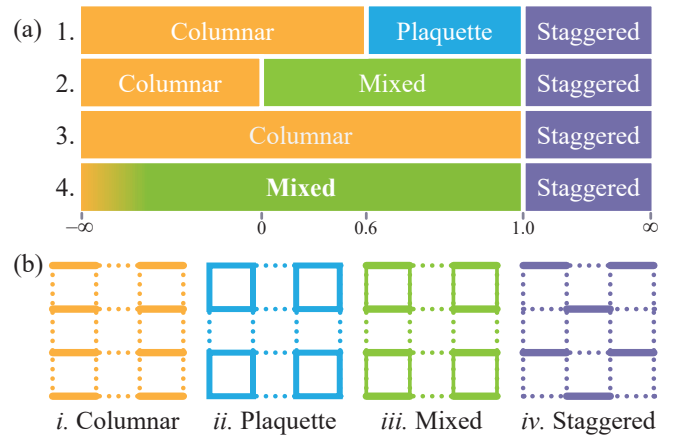 (a) 1. Columnar Plaquette Staggered
2. Columnar Mixed Staggered
3. Columnar Staggered
4. Mixed Staggered
−∞ 0 0.6 1.0 ∞
(b)
i. Columnar ii. Plaquette iii. Mixed iv. Staggered